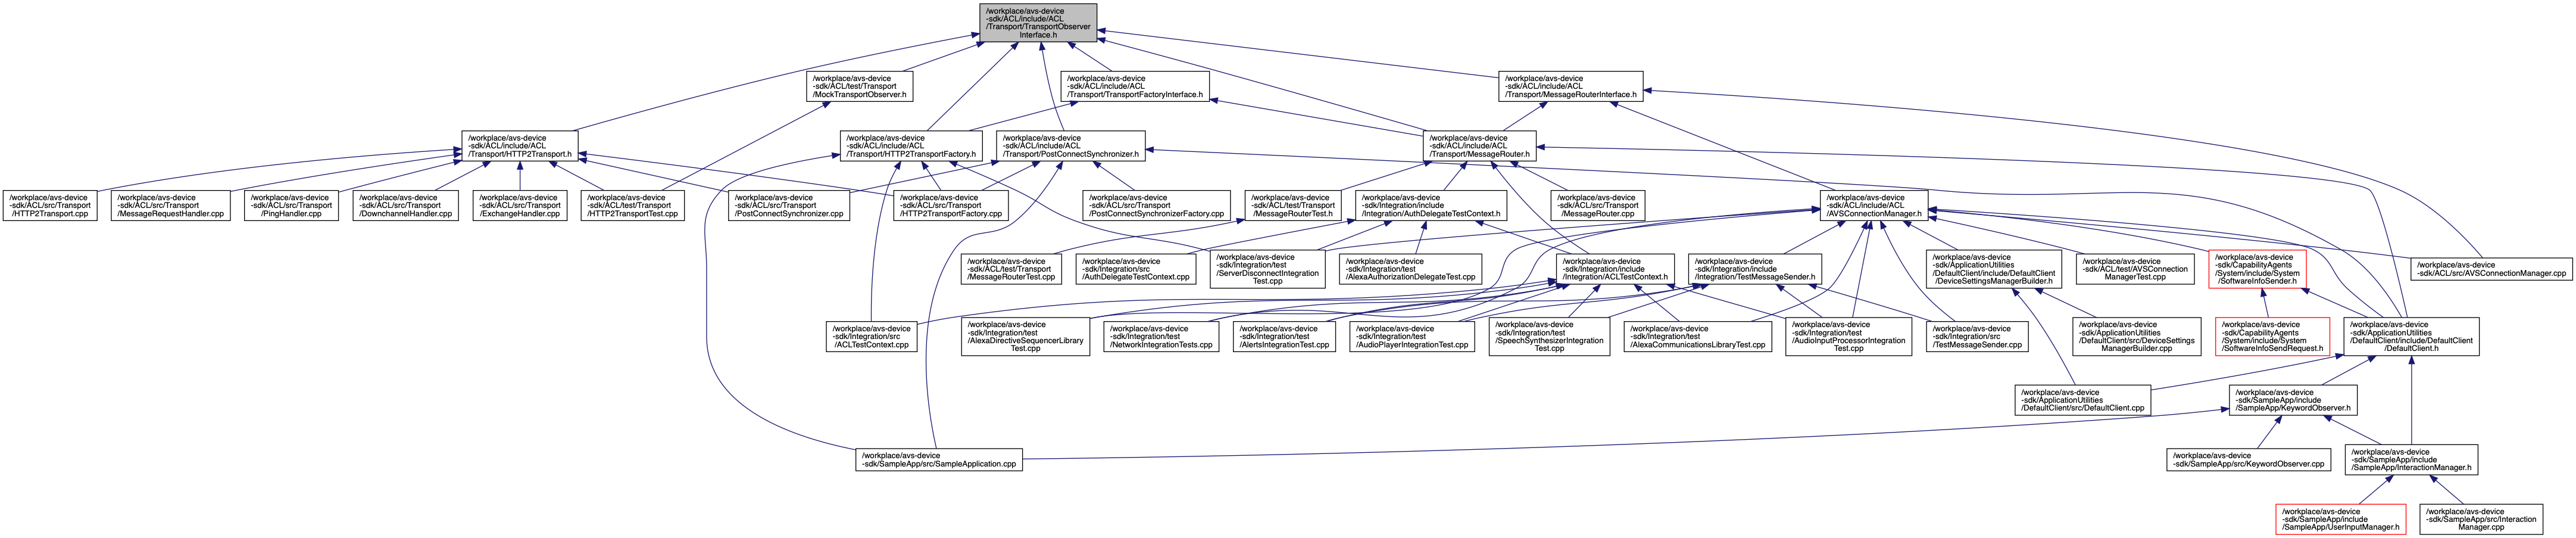 /workplace/avs-device
-sdk/ACL/include/ACL
/Transport/TransportObserver
Interface.h
/workplace/avs-device
-sdk/ACL/test/Transport
/MockTransportObserver.h
/workplace/avs-device
-sdk/ACL/include/ACL
/Transport/TransportFactoryInterface.h
/workplace/avs-device
-sdk/ACL/include/ACL
/Transport/MessageRouterInterface.h
/workplace/avs-device
-sdk/ACL/include/ACL
/Transport/HTTP2Transport.h
/workplace/avs-device
-sdk/ACL/include/ACL
/Transport/HTTP2TransportFactory.h
/workplace/avs-device
-sdk/ACL/include/ACL
/Transport/PostConnectSynchronizer.h
/workplace/avs-device
-sdk/ACL/include/ACL
/Transport/MessageRouter.h
/workplace/avs-device
-sdk/ACL/src/Transport
/HTTP2Transport.cpp
/workplace/avs-device
-sdk/ACL/src/Transport
/MessageRequestHandler.cpp
/workplace/avs-device
-sdk/ACL/src/Transport
/PingHandler.cpp
/workplace/avs-device
-sdk/ACL/src/Transport
/DownchannelHandler.cpp
/workplace/avs-device
-sdk/ACL/src/Transport
/ExchangeHandler.cpp
/workplace/avs-device
-sdk/ACL/test/Transport
/HTTP2TransportTest.cpp
/workplace/avs-device
-sdk/ACL/src/Transport
/PostConnectSynchronizer.cpp
/workplace/avs-device
-sdk/ACL/src/Transport
/HTTP2TransportFactory.cpp
/workplace/avs-device
-sdk/ACL/src/Transport
/PostConnectSynchronizerFactory.cpp
/workplace/avs-device
-sdk/ACL/test/Transport
/MessageRouterTest.h
/workplace/avs-device
-sdk/Integration/include
/Integration/AuthDelegateTestContext.h
/workplace/avs-device
-sdk/ACL/src/Transport
/MessageRouter.cpp
/workplace/avs-device
-sdk/ACL/include/ACL
/AVSConnectionManager.h
/workplace/avs-device
-sdk/ACL/test/Transport
/MessageRouterTest.cpp
/workplace/avs-device
-sdk/Integration/src
/AuthDelegateTestContext.cpp
/workplace/avs-device
-sdk/Integration/test
/ServerDisconnectIntegration
Test.cpp
/workplace/avs-device
-sdk/Integration/test
/AlexaAuthorizationDelegateTest.cpp
/workplace/avs-device
-sdk/Integration/include
/Integration/ACLTestContext.h
/workplace/avs-device
-sdk/Integration/include
/Integration/TestMessageSender.h
/workplace/avs-device
-sdk/ApplicationUtilities
/DefaultClient/include/DefaultClient
/DeviceSettingsManagerBuilder.h
/workplace/avs-device
-sdk/ACL/test/AVSConnection
ManagerTest.cpp
/workplace/avs-device
-sdk/CapabilityAgents
/System/include/System
/SoftwareInfoSender.h
/workplace/avs-device
-sdk/ACL/src/AVSConnectionManager.cpp
/workplace/avs-device
-sdk/Integration/src
/ACLTestContext.cpp
/workplace/avs-device
-sdk/Integration/test
/AlexaDirectiveSequencerLibrary
Test.cpp
/workplace/avs-device
-sdk/Integration/test
/NetworkIntegrationTests.cpp
/workplace/avs-device
-sdk/Integration/test
/AlertsIntegrationTest.cpp
/workplace/avs-device
-sdk/Integration/test
/AudioPlayerIntegrationTest.cpp
/workplace/avs-device
-sdk/Integration/test
/SpeechSynthesizerIntegration
Test.cpp
/workplace/avs-device
-sdk/Integration/test
/AlexaCommunicationsLibraryTest.cpp
/workplace/avs-device
-sdk/Integration/test
/AudioInputProcessorIntegration
Test.cpp
/workplace/avs-device
-sdk/Integration/src
/TestMessageSender.cpp
/workplace/avs-device
-sdk/ApplicationUtilities
/DefaultClient/src/DeviceSettings
ManagerBuilder.cpp
/workplace/avs-device
-sdk/CapabilityAgents
/System/include/System
/SoftwareInfoSendRequest.h
/workplace/avs-device
-sdk/ApplicationUtilities
/DefaultClient/include/DefaultClient
/DefaultClient.h
/workplace/avs-device
-sdk/ApplicationUtilities
/DefaultClient/src/DefaultClient.cpp
/workplace/avs-device
-sdk/SampleApp/include
/SampleApp/KeywordObserver.h
/workplace/avs-device
-sdk/SampleApp/src/SampleApplication.cpp
/workplace/avs-device
-sdk/SampleApp/src/KeywordObserver.cpp
/workplace/avs-device
-sdk/SampleApp/include
/SampleApp/InteractionManager.h
/workplace/avs-device
-sdk/SampleApp/include
/SampleApp/UserInputManager.h
/workplace/avs-device
-sdk/SampleApp/src/Interaction
Manager.cpp